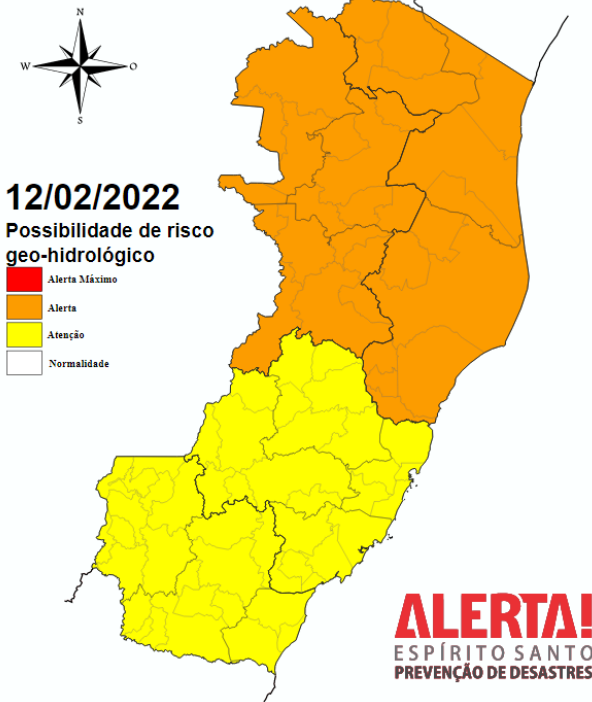 N
W
O
S
12/02/2022
Possibilidade de risco
geo-hidrológico
Alerta Máximo
Alerta
Atenção
Normalidade
ALERTA!
ESPÍRITO SANTO
PREVENÇÃO DE DESASTRES